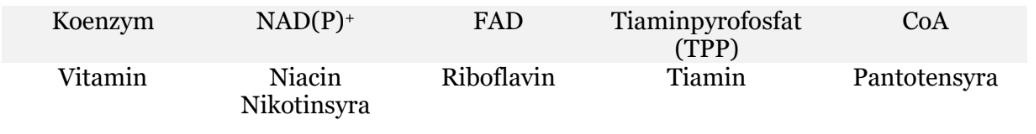 Koenzym NAD(P)⁺ FAD Tiaminpyrofosfat CoA
(TPP)
Vitamin Niacin Riboflavin Tiamin Pantotensyra
Nikotinsyra